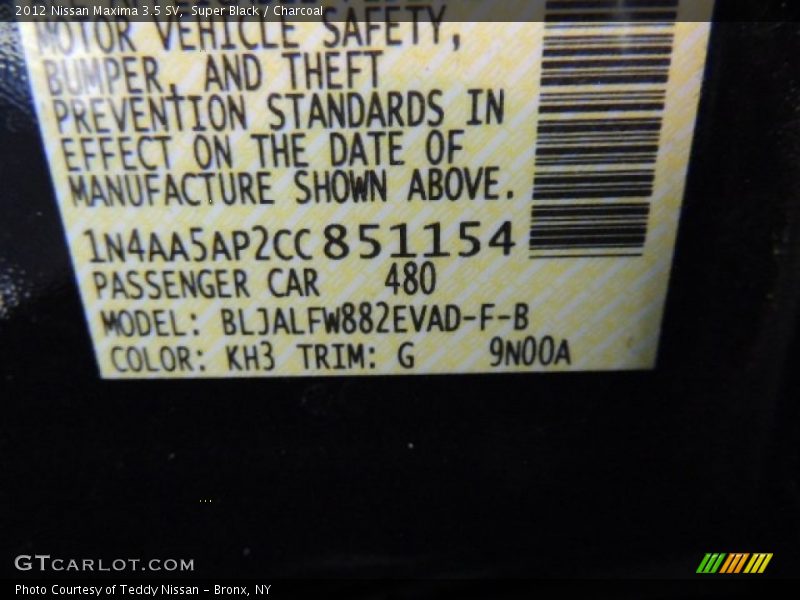 2012 Nissan Maxima 3.5 SV, Super Black / Charcoal
MOTOR VEHICLE SAFETY,
BUMPER, AND THEFT
PREVENTION STANDARDS IN
EFFECT ON THE DATE OF
MANUFACTURE SHOWN ABOVE.
1N4AA5AP2CC851154
PASSENGER CAR 480
MODEL: BLJALFW882EVAD-F-B
COLOR: KH3 TRIM: G 9N00A
GTCARLOT.COM
Photo Courtesy of Teddy Nissan - Bronx, NY